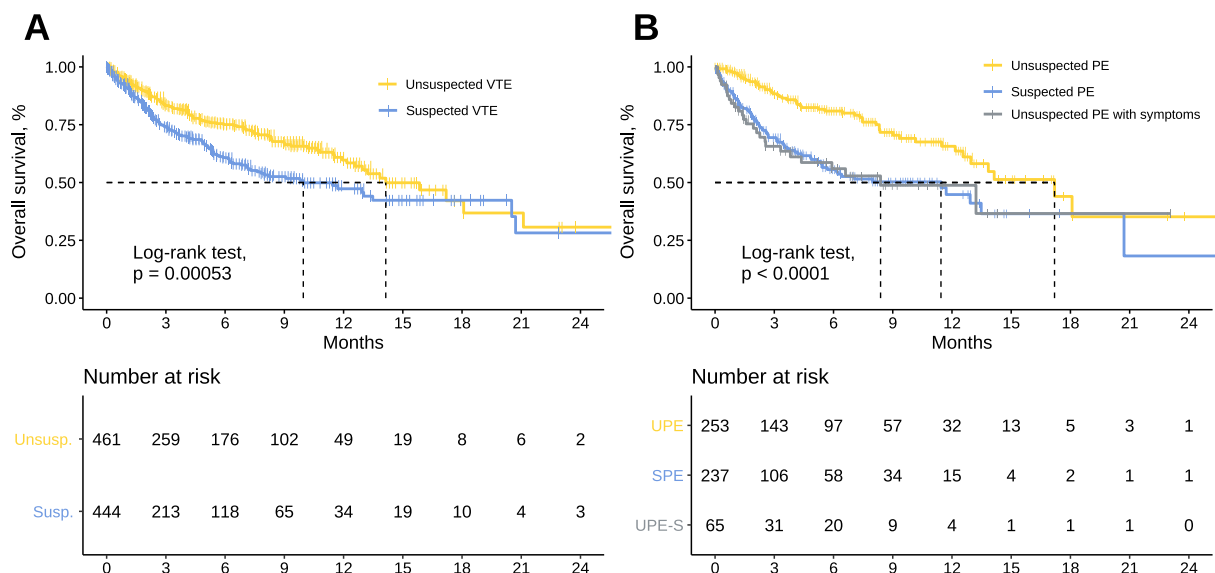 A
1.00
0.75
0.50
0.25
0.00
Overall survival, %
Unsuspected VTE
Suspected VTE
Log-rank test,
p = 0.00053
0 3 6 9 12 15 18 21 24
Months
Number at risk
Unsusp. 461 259 176 102 49 19 8 6 2
Susp. 444 213 118 65 34 19 10 4 3
0 3 6 9 12 15 18 21 24
B
1.00
0.75
0.50
0.25
0.00
Overall survival, %
Unsuspected PE
Suspected PE
Unsuspected PE with symptoms
Log-rank test,
p < 0.0001
0 3 6 9 12 15 18 21 24
Months
Number at risk
UPE 253 143 97 57 32 13 5 3 1
SPE 237 106 58 34 15 4 2 1 1
UPE-S 65 31 20 9 4 1 1 1 0
0 3 6 9 12 15 18 21 24